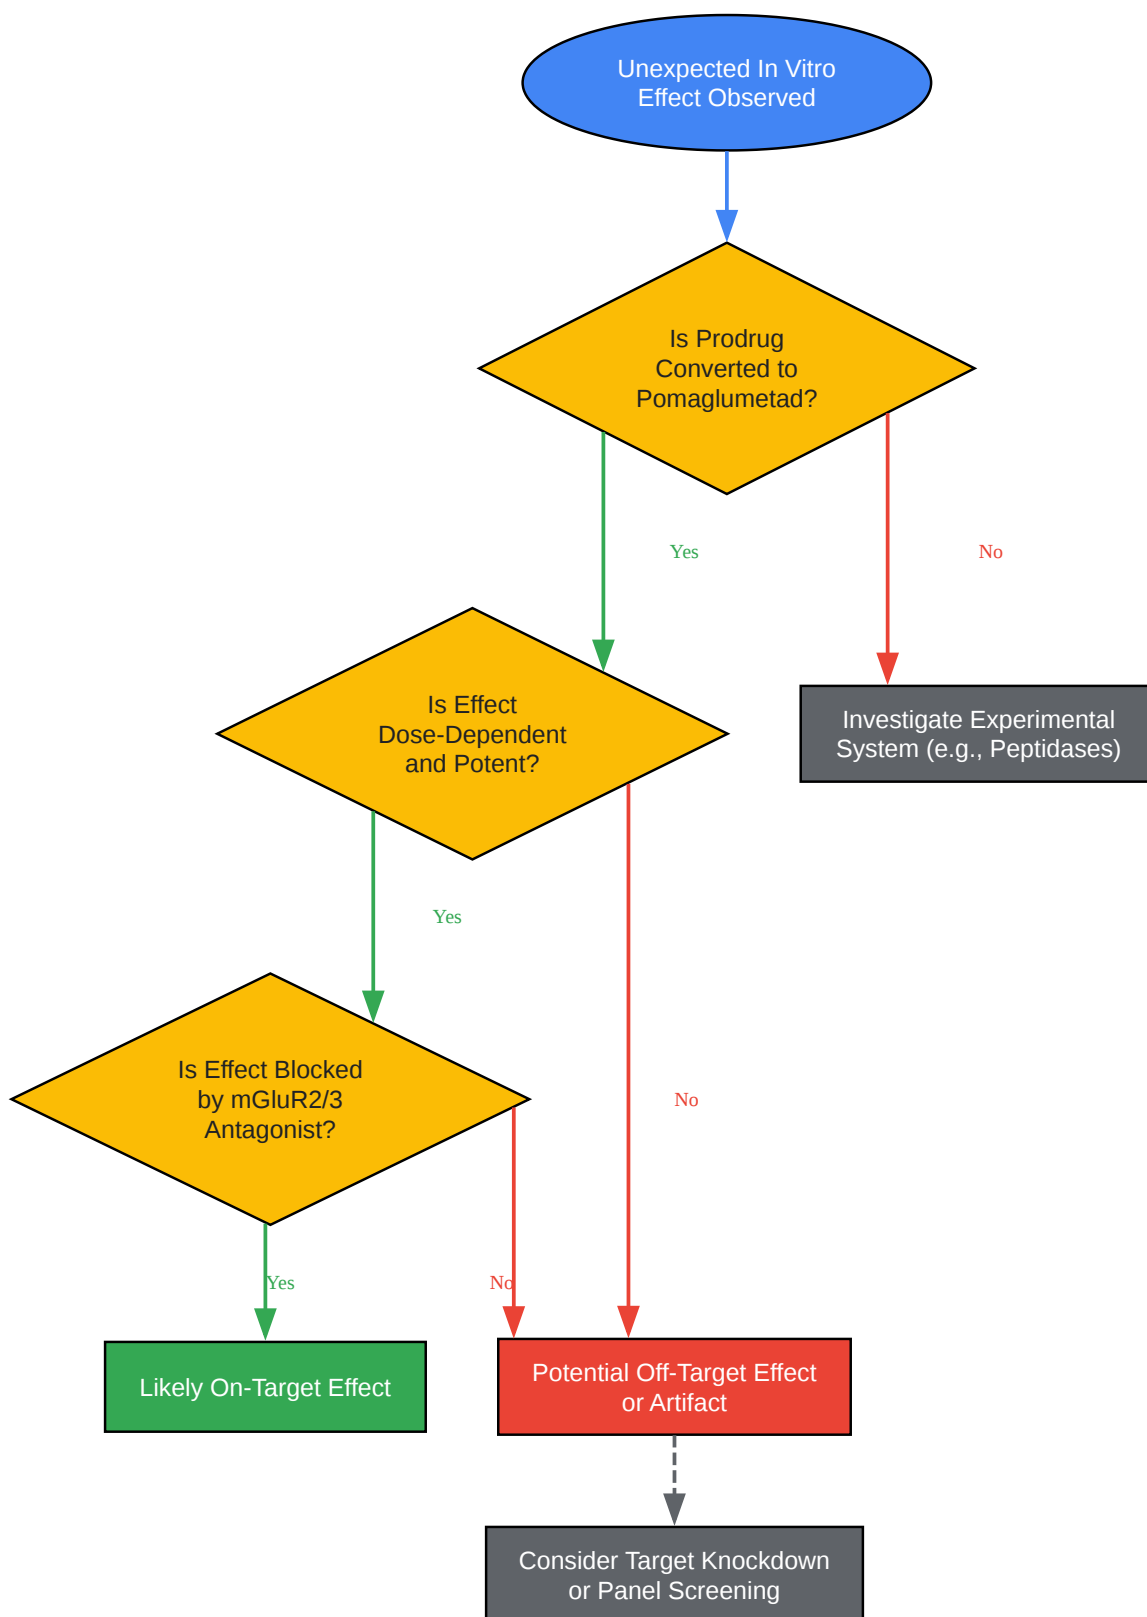 Unexpected In Vitro
Effect Observed
Is Prodrug
Converted to
Pomaglumetad?
Yes
No
Is Effect
Dose-Dependent
and Potent?
Investigate Experimental
System (e.g., Peptidases)
Yes
Is Effect Blocked
by mGluR2/3
Antagonist?
No
Yes
No
Likely On-Target Effect
Potential Off-Target Effect
or Artifact
Consider Target Knockdown
or Panel Screening